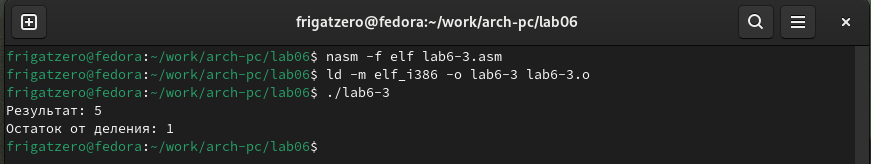 frigatzero@fedora:~/work/arch-pc/lab06
frigatzero@fedora:~/work/arch-pc/lab06$ nasm -f elf lab6-3.asm
frigatzero@fedora:~/work/arch-pc/lab06$ ld -m elf_i386 -o lab6-3 lab6-3.o
frigatzero@fedora:~/work/arch-pc/lab06$ ./lab6-3
Результат: 5
Остаток от деления: 1
frigatzero@fedora:~/work/arch-pc/lab06$